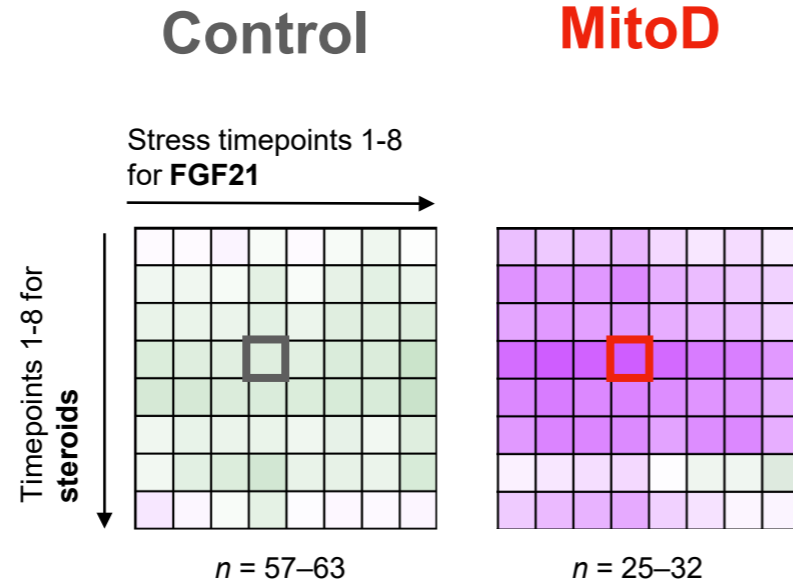 Control
MitoD
Stress timepoints 1-8
for FGF21
Timepoints 1-8 for
steroids
n = 57–63
n = 25–32